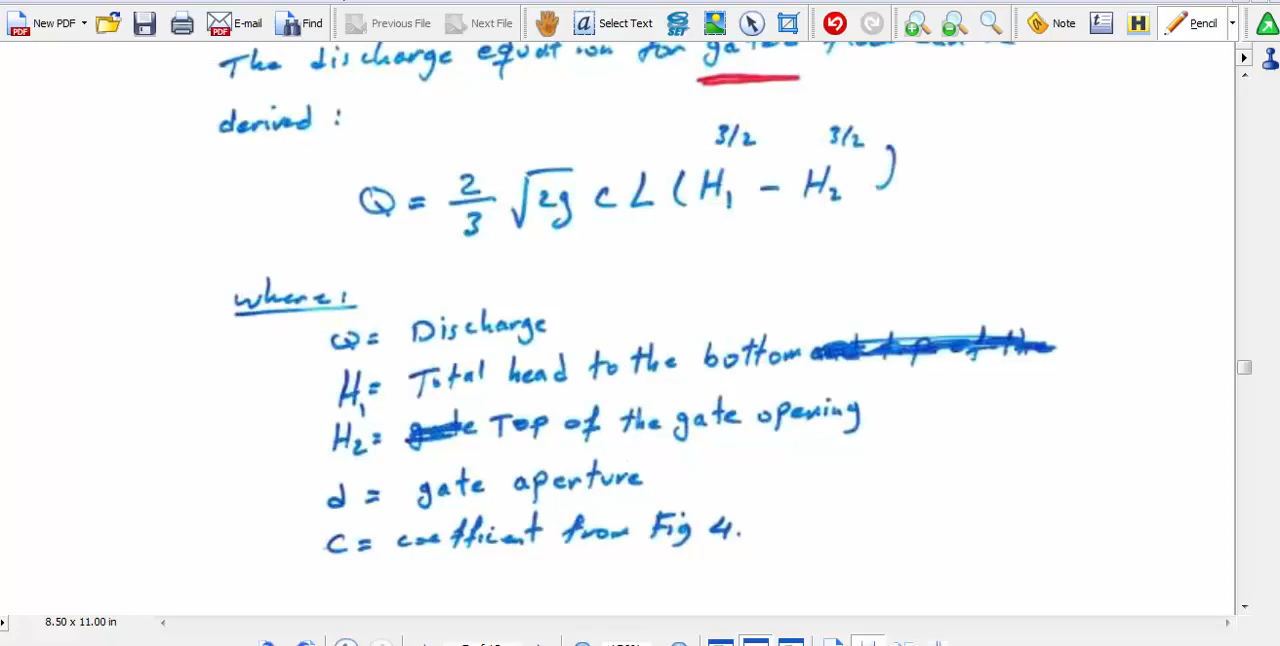 New PDF E-mail Find Previous File Next File Select Text SET Note H Pencil
The discharge equation for gated
derived :
Q = 2/3 √2g c L ( H₁^3/2 - H₂^3/2 )
where :
Q = Discharge
H₁ = Total head to the bottom
H₂ = Top of the gate opening
d = gate aperture
C = coefficient from Fig 4.
8.50 x 11.00 in